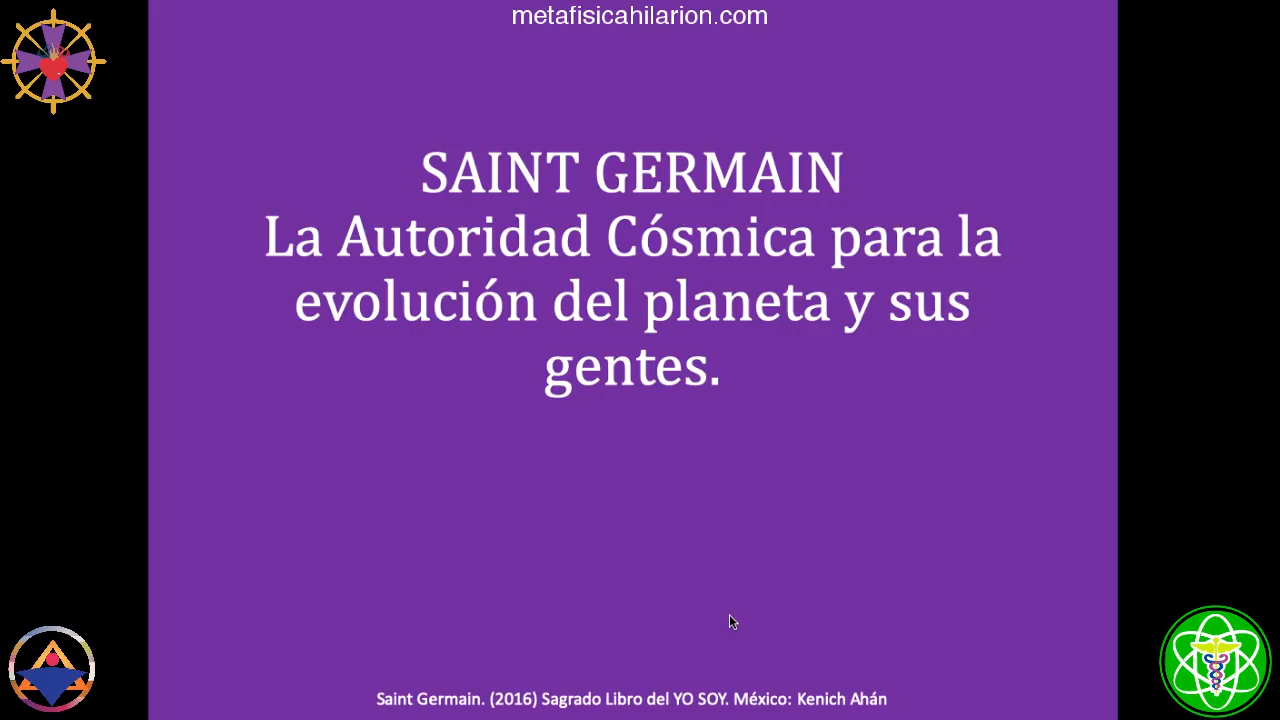 metafisicahilarion.com
SAINT GERMAIN
La Autoridad Cósmica para la
evolución del planeta y sus
gentes.
Saint Germain. (2016) Sagrado Libro del YO SOY. México: Kenich Ahán